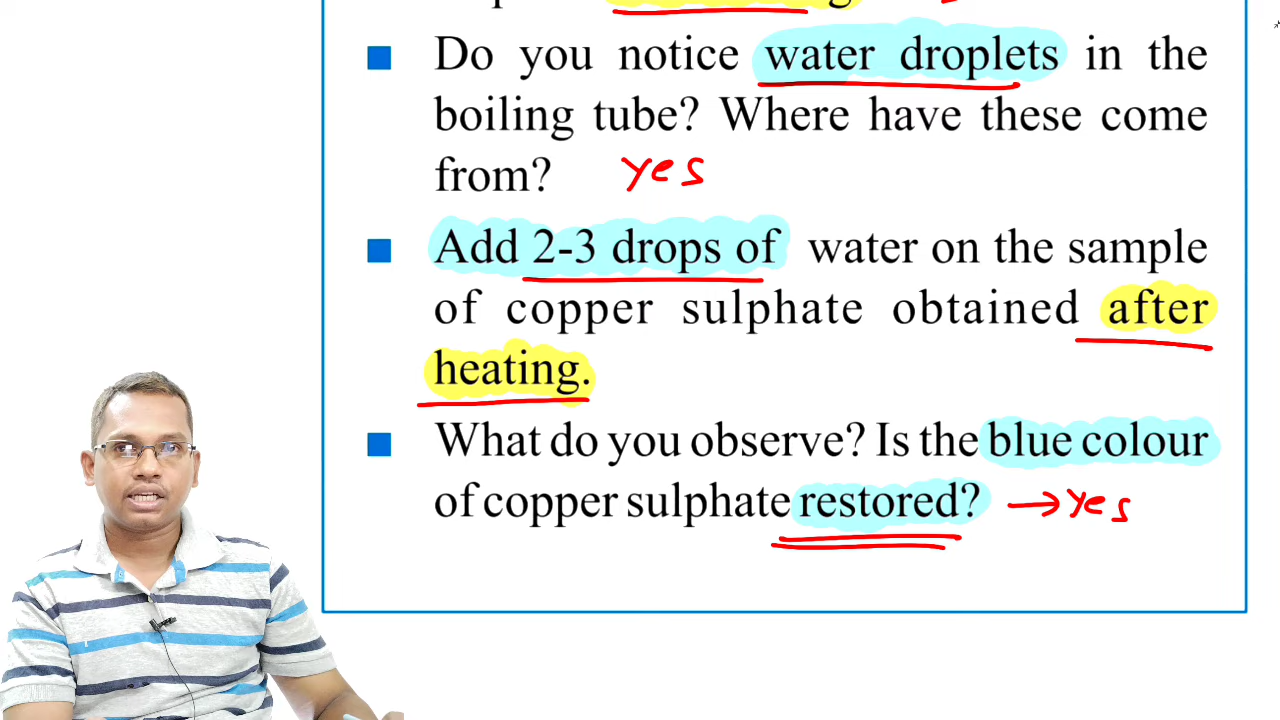 Do you notice water droplets in the
boiling tube? Where have these come
from? yes
Add 2-3 drops of water on the sample
of copper sulphate obtained after
heating.
What do you observe? Is the blue colour
of copper sulphate restored? → yes